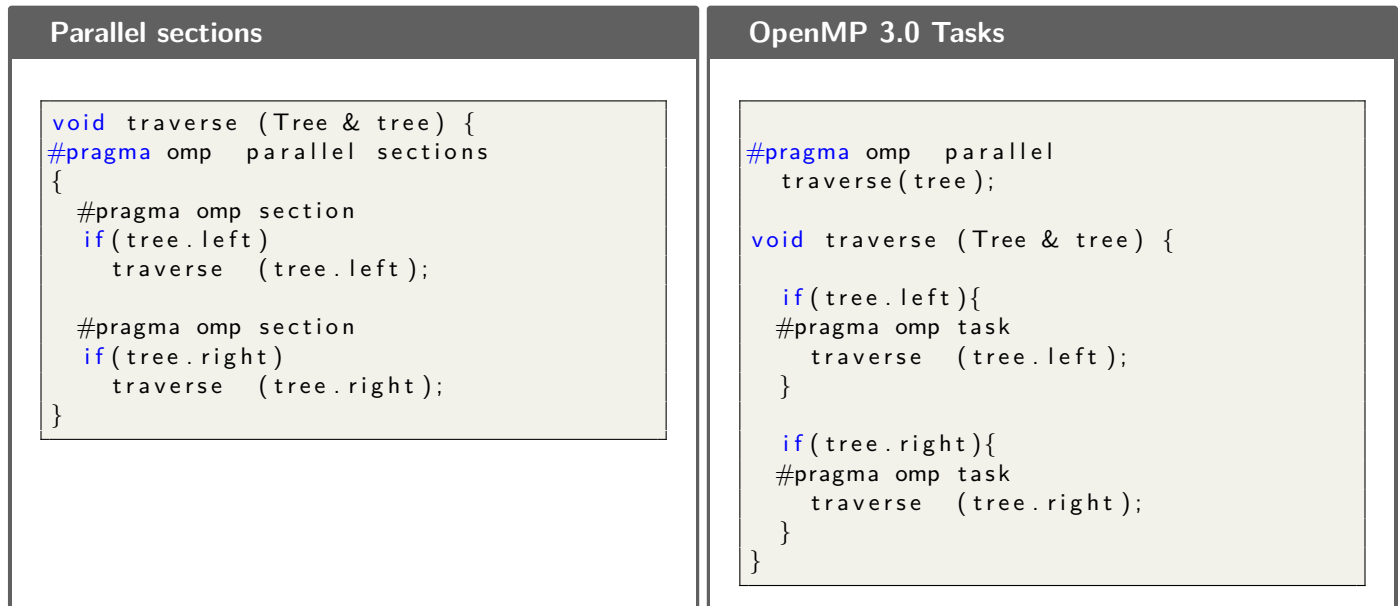 Parallel sections
void traverse (Tree & tree) {
#pragma omp parallel sections
{
#pragma omp section
if(tree.left)
traverse (tree.left);
#pragma omp section
if(tree.right)
traverse (tree.right);
}
OpenMP 3.0 Tasks
#pragma omp parallel
traverse(tree);
void traverse (Tree & tree) {
if(tree.left){
#pragma omp task
traverse (tree.left);
}
if(tree.right){
#pragma omp task
traverse (tree.right);
}
}